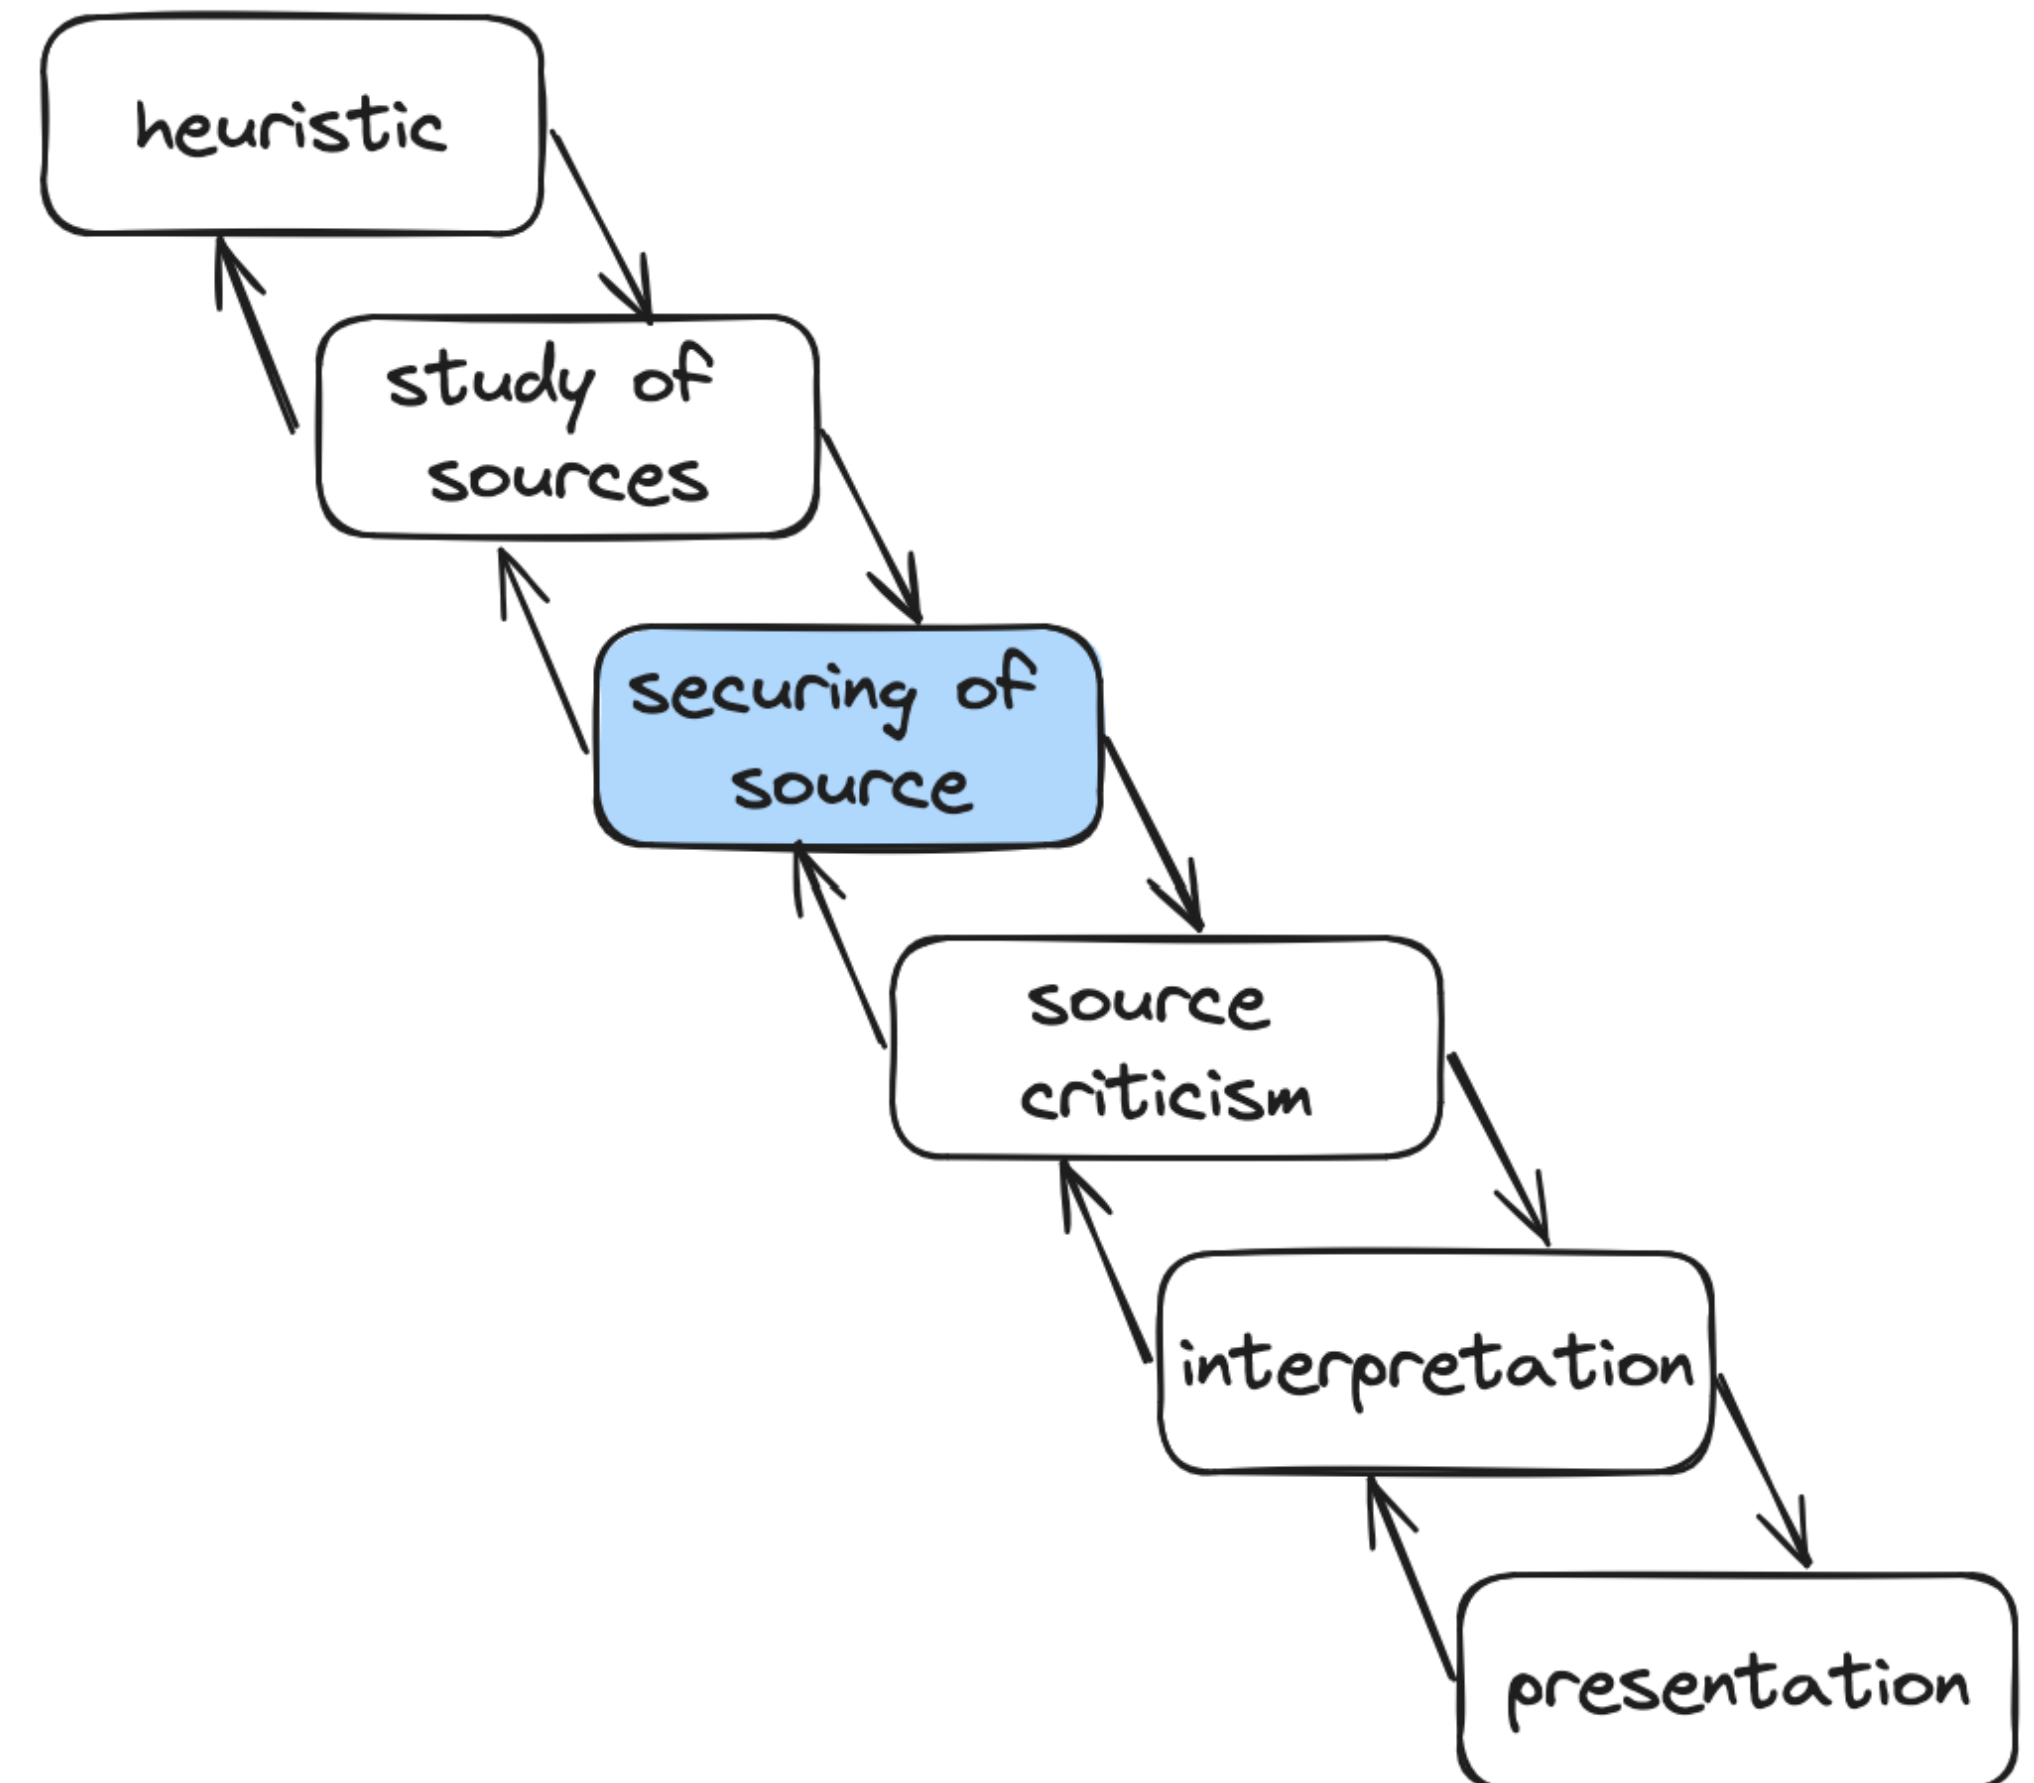 heuristic
study of
sources
securing of
source
source
criticism
interpretation
presentation